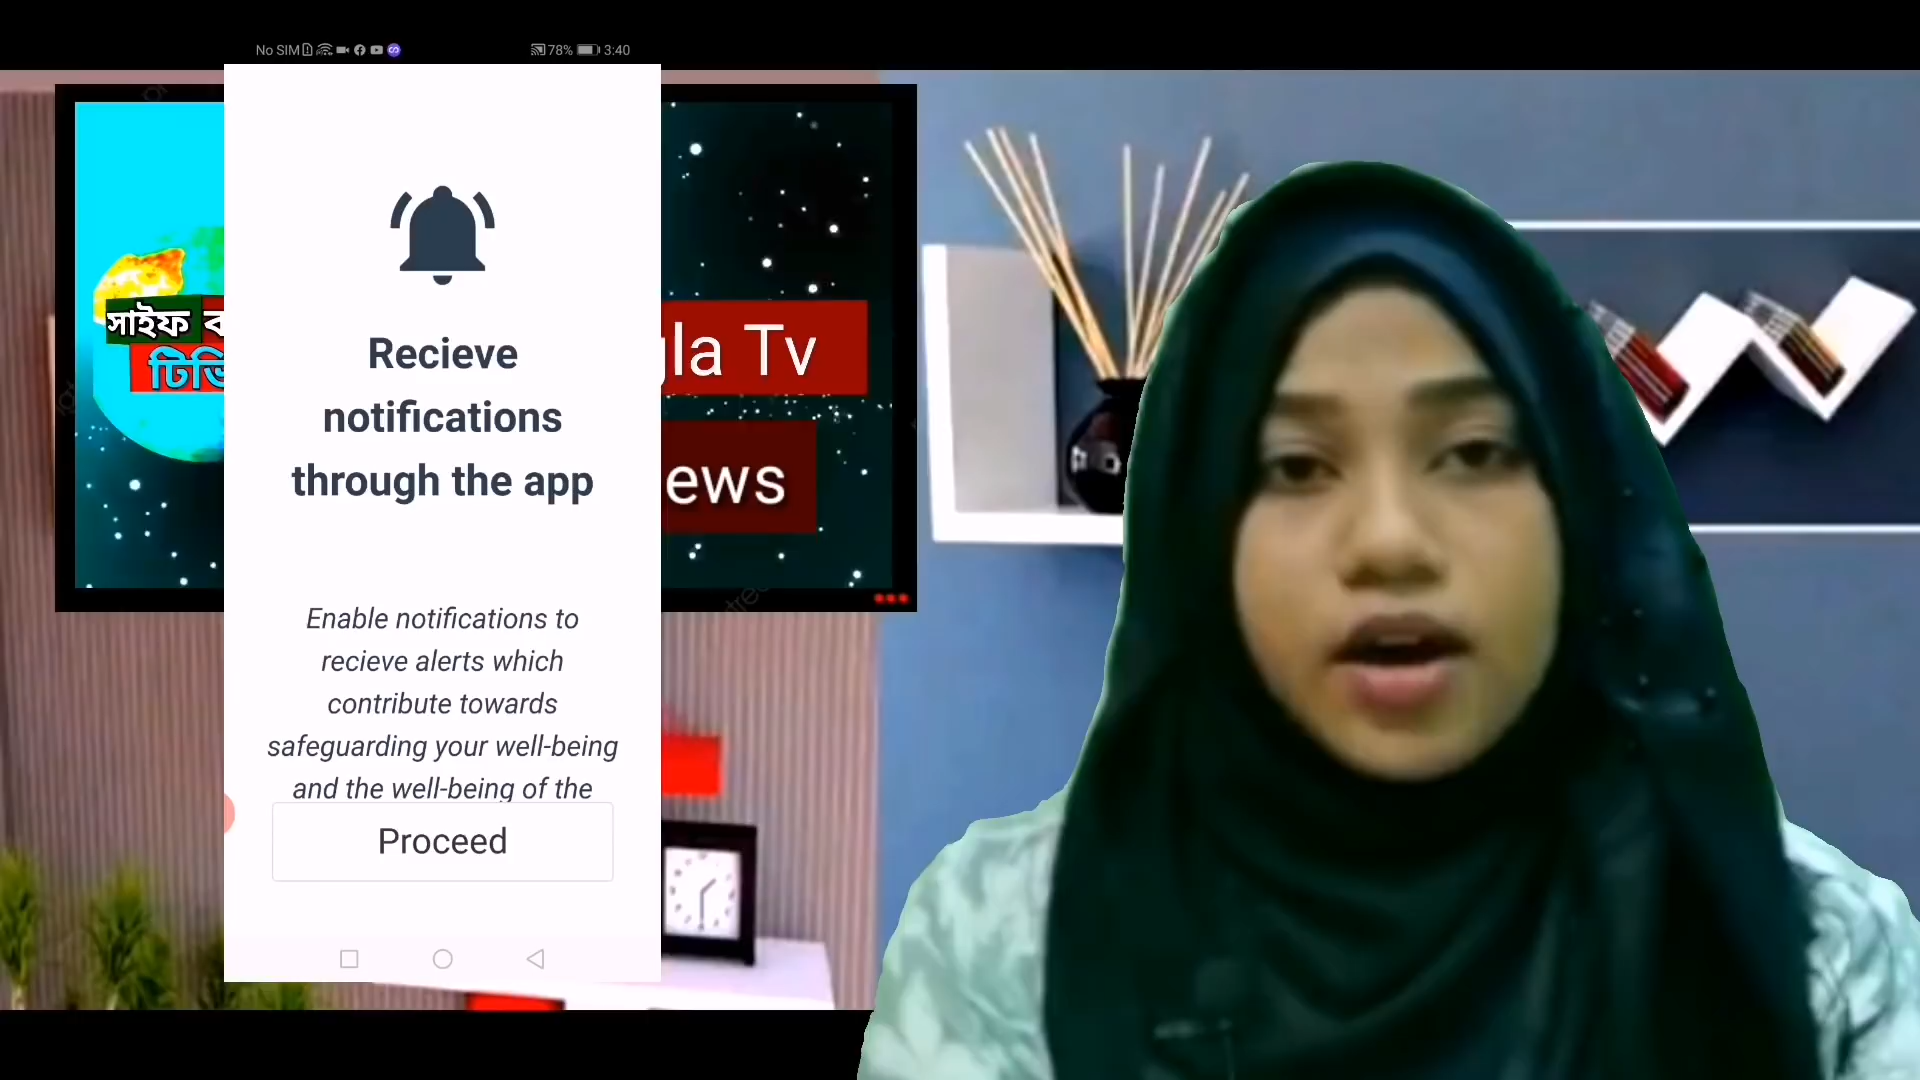 No SIM 78% 3:40
Recieve
notifications
through the app
Enable notifications to
recieve alerts which
contribute towards
safeguarding your well-being
and the well-being of the
Proceed
সাইফ
টিভি
la Tv
ews